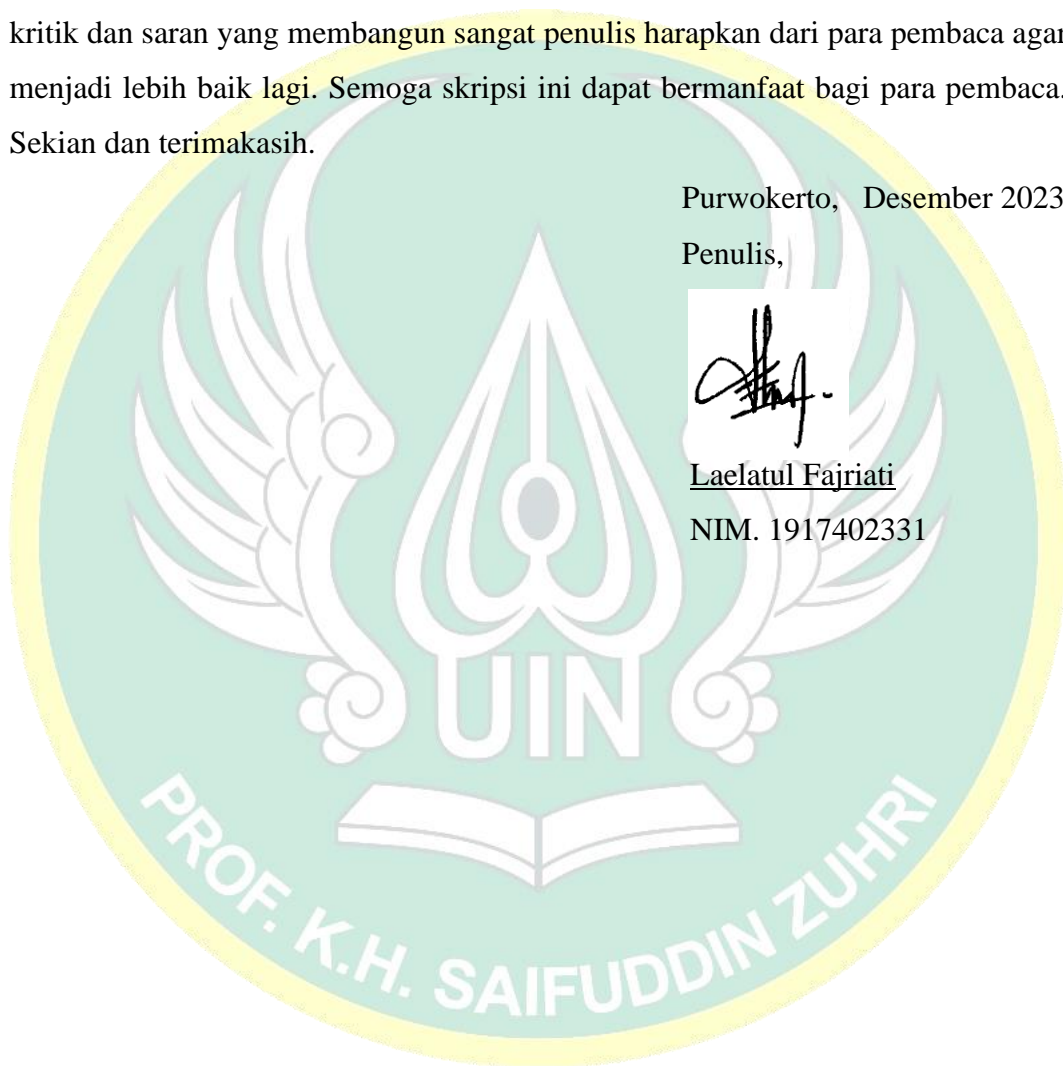 kritik dan saran yang membangun sangat penulis harapkan dari para pembaca agar
menjadi lebih baik lagi. Semoga skripsi ini dapat bermanfaat bagi para pembaca.
Sekian dan terimakasih.
Purwokerto, Desember 2023
Penulis,
Laelatul Fajriati
NIM. 1917402331
UIN
PROF. K.H. SAIFUDDIN ZUHRI